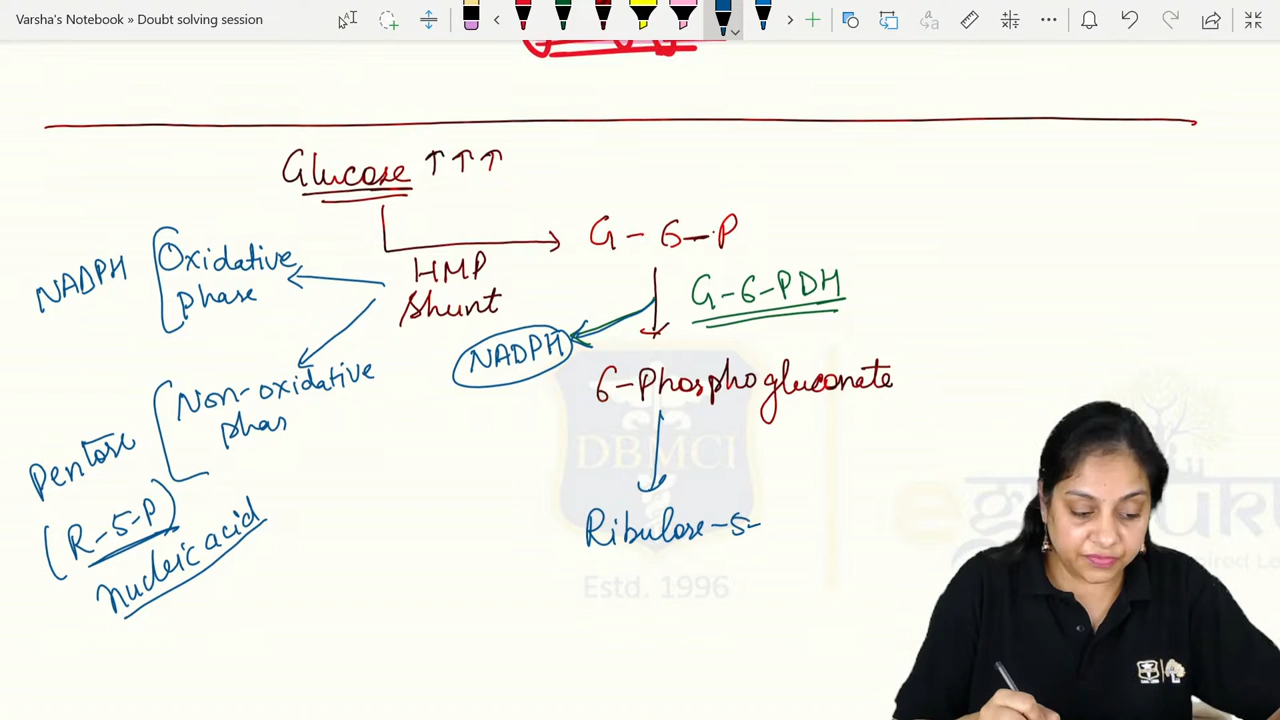 Varsha's Notebook » Doubt solving session
Glucose ↑↑↑
G-6-P
HMP
Shunt
NADPH
Oxidative
phase
G-6-PDH
NADPH
6-Phosphogluconate
Non-oxidative
phas
Pentose
(R-5-P)
nucleic acid
Ribulose-5-
DBMCI
Estd. 1996